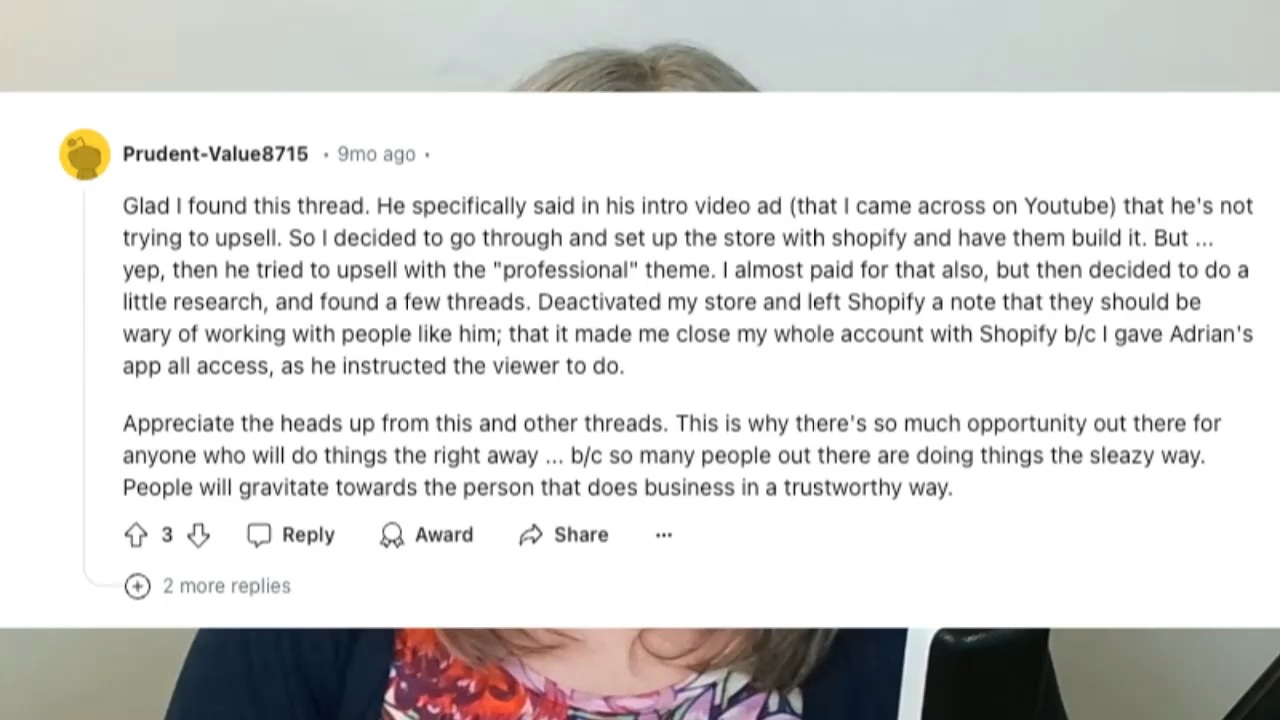 Prudent-Value8715 • 9mo ago •
Glad I found this thread. He specifically said in his intro video ad (that I came across on Youtube) that he's not
trying to upsell. So I decided to go through and set up the store with shopify and have them build it. But ...
yep, then he tried to upsell with the "professional" theme. I almost paid for that also, but then decided to do a
little research, and found a few threads. Deactivated my store and left Shopify a note that they should be
wary of working with people like him; that it made me close my whole account with Shopify b/c I gave Adrian's
app all access, as he instructed the viewer to do.
Appreciate the heads up from this and other threads. This is why there's so much opportunity out there for
anyone who will do things the right away ... b/c so many people out there are doing things the sleazy way.
People will gravitate towards the person that does business in a trustworthy way.
3 Reply Award Share ...
2 more replies